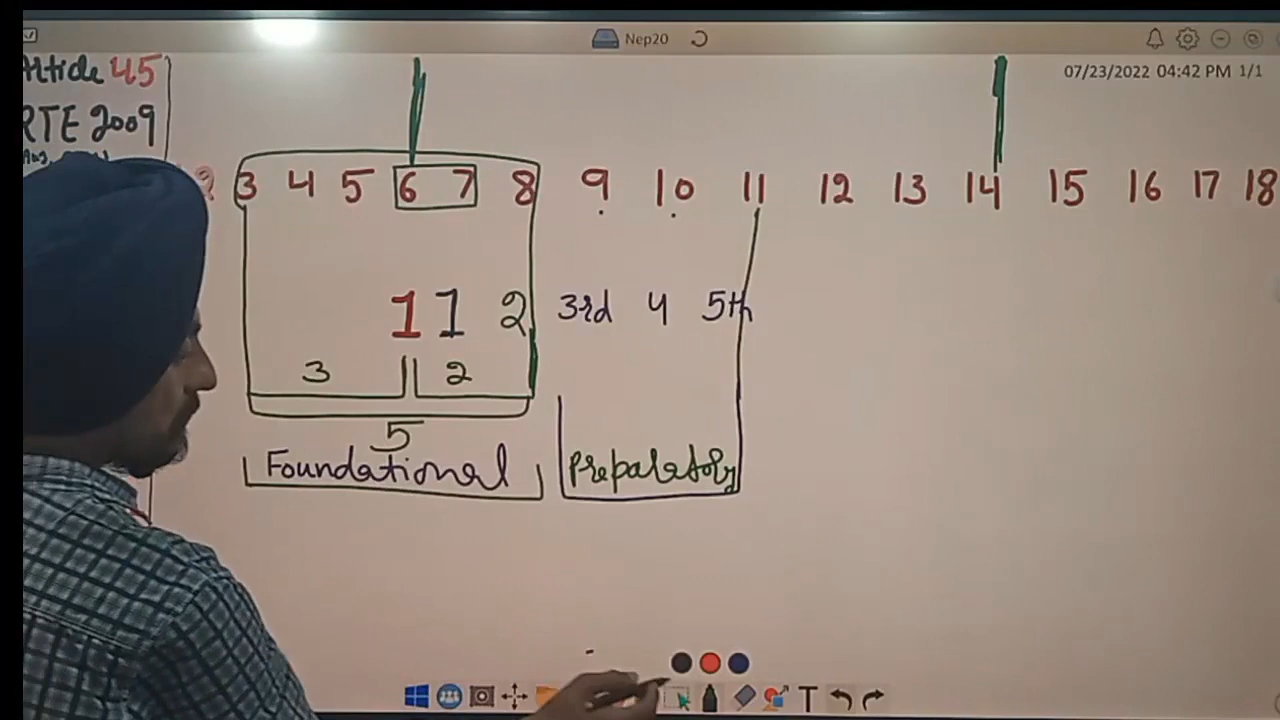 Nep20
07/23/2022 04:42 PM 1/1
Article 45
RTE 2009
3 4 5 6 7 8 9 10 11 12 13 14 15 16 17 18
1 1 2 3rd 4 5th
3 2
5
Foundational Preparatory
T